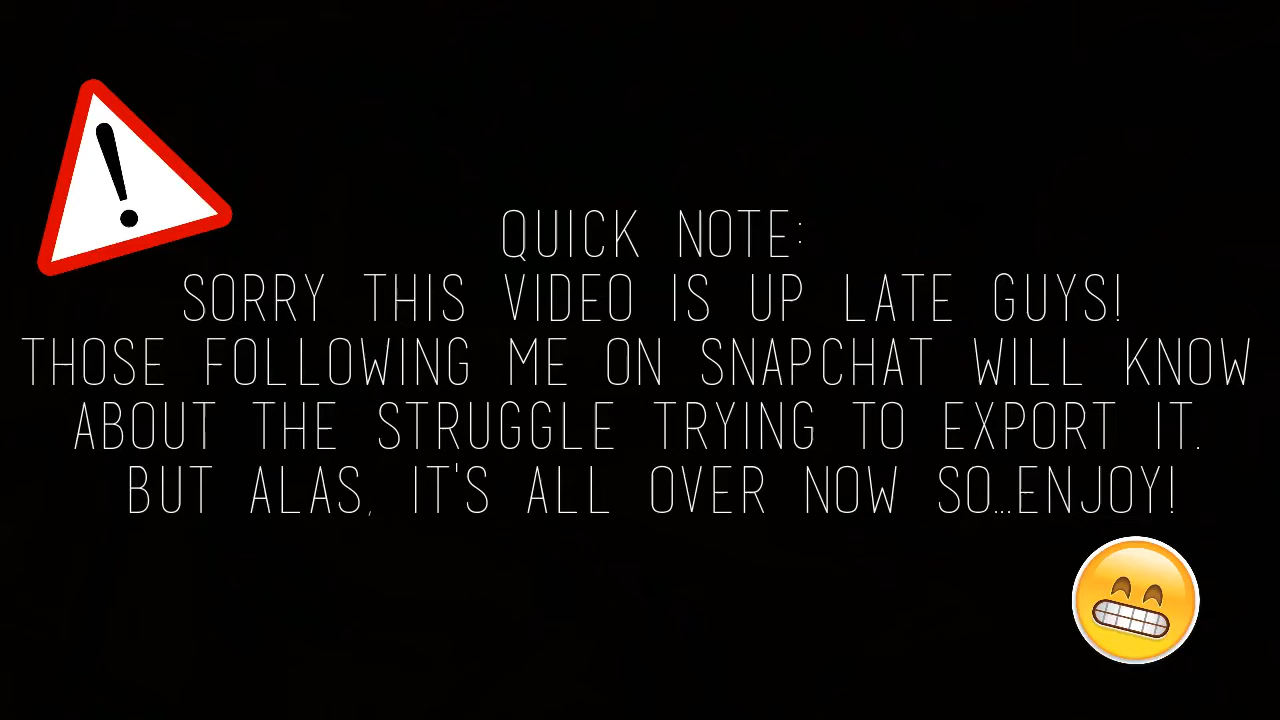 QUICK NOTE:
SORRY THIS VIDEO IS UP LATE GUYS!
THOSE FOLLOWING ME ON SNAPCHAT WILL KNOW
ABOUT THE STRUGGLE TRYING TO EXPORT IT.
BUT ALAS, IT'S ALL OVER NOW SO...ENJOY!